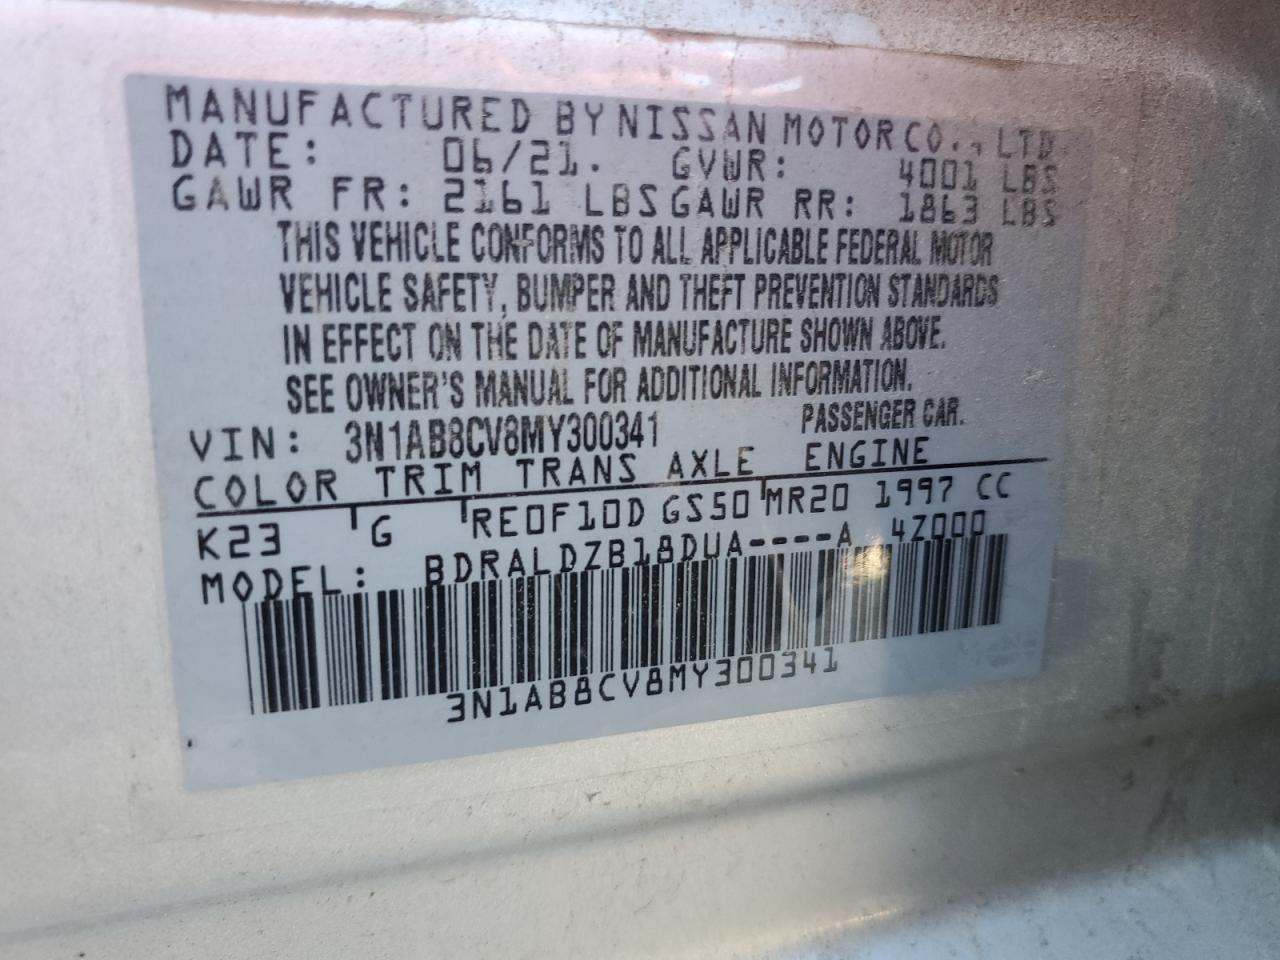 MANUFACTURED BY NISSAN MOTOR CO., LTD
DATE: 06/21. GVWR: 4001 LBS
GAWR FR: 2161 LBS GAWR RR: 1863 LBS
THIS VEHICLE CONFORMS TO ALL APPLICABLE FEDERAL MOTOR
VEHICLE SAFETY, BUMPER AND THEFT PREVENTION STANDARDS
IN EFFECT ON THE DATE OF MANUFACTURE SHOWN ABOVE.
SEE OWNER'S MANUAL FOR ADDITIONAL INFORMATION.
VIN: 3N1AB8CV8MY300341 PASSENGER CAR.
COLOR TRIM TRANS AXLE ENGINE
K23 G RE0F10D GS50 MR20 1997 CC
MODEL: BDRALDZB18DUA----A 4Z000
3N1AB8CV8MY300341